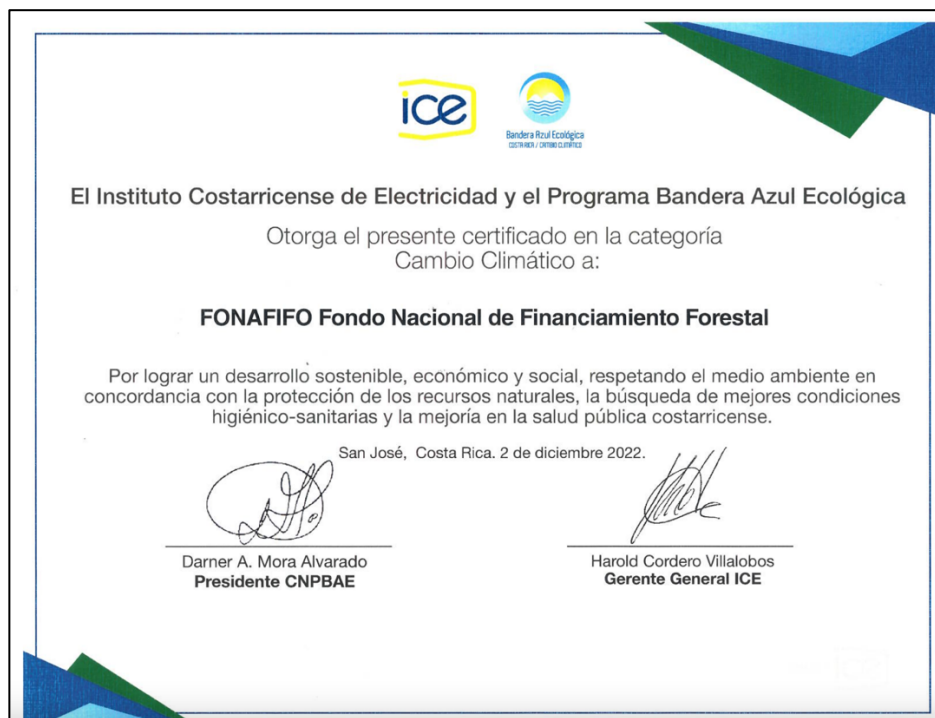 ice
Bandera Azul Ecológica
COSTA RICA / CAMBIO CLIMÁTICO
El Instituto Costarricense de Electricidad y el Programa Bandera Azul Ecológica
Otorga el presente certificado en la categoría
Cambio Climático a:
FONAFIFO Fondo Nacional de Financiamiento Forestal
Por lograr un desarrollo sostenible, económico y social, respetando el medio ambiente en
concordancia con la protección de los recursos naturales, la búsqueda de mejores condiciones
higiénico-sanitarias y la mejoría en la salud pública costarricense.
San José, Costa Rica. 2 de diciembre 2022.
Darner A. Mora Alvarado
Presidente CNPBAE
Harold Cordero Villalobos
Gerente General ICE